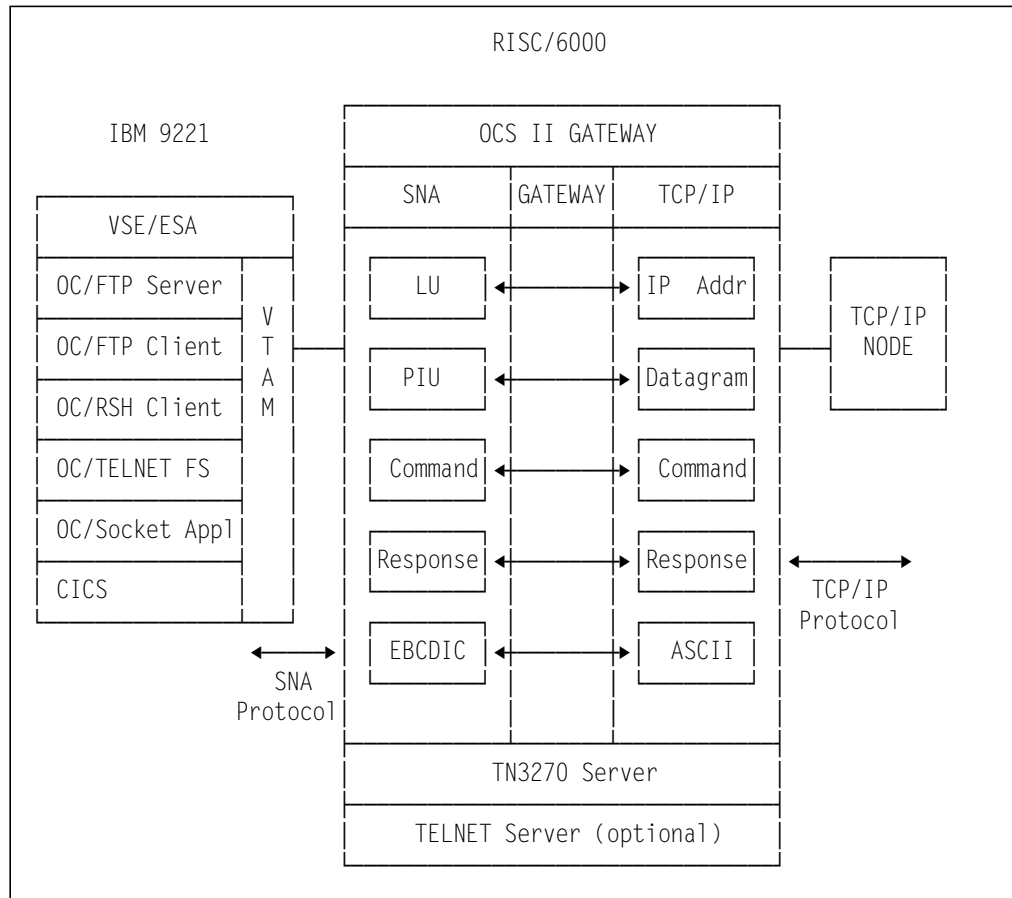 RISC/6000
IBM 9221
OCS II GATEWAY
SNA
GATEWAY
TCP/IP
VSE/ESA
OC/FTP Server
OC/FTP Client
OC/RSH Client
OC/TELNET FS
OC/Socket Appl
CICS
V
T
A
M
LU
IP Addr
PIU
Datagram
Command
Command
Response
Response
EBCDIC
ASCII
TCP/IP
NODE
TCP/IP
Protocol
SNA
Protocol
TN3270 Server
TELNET Server (optional)